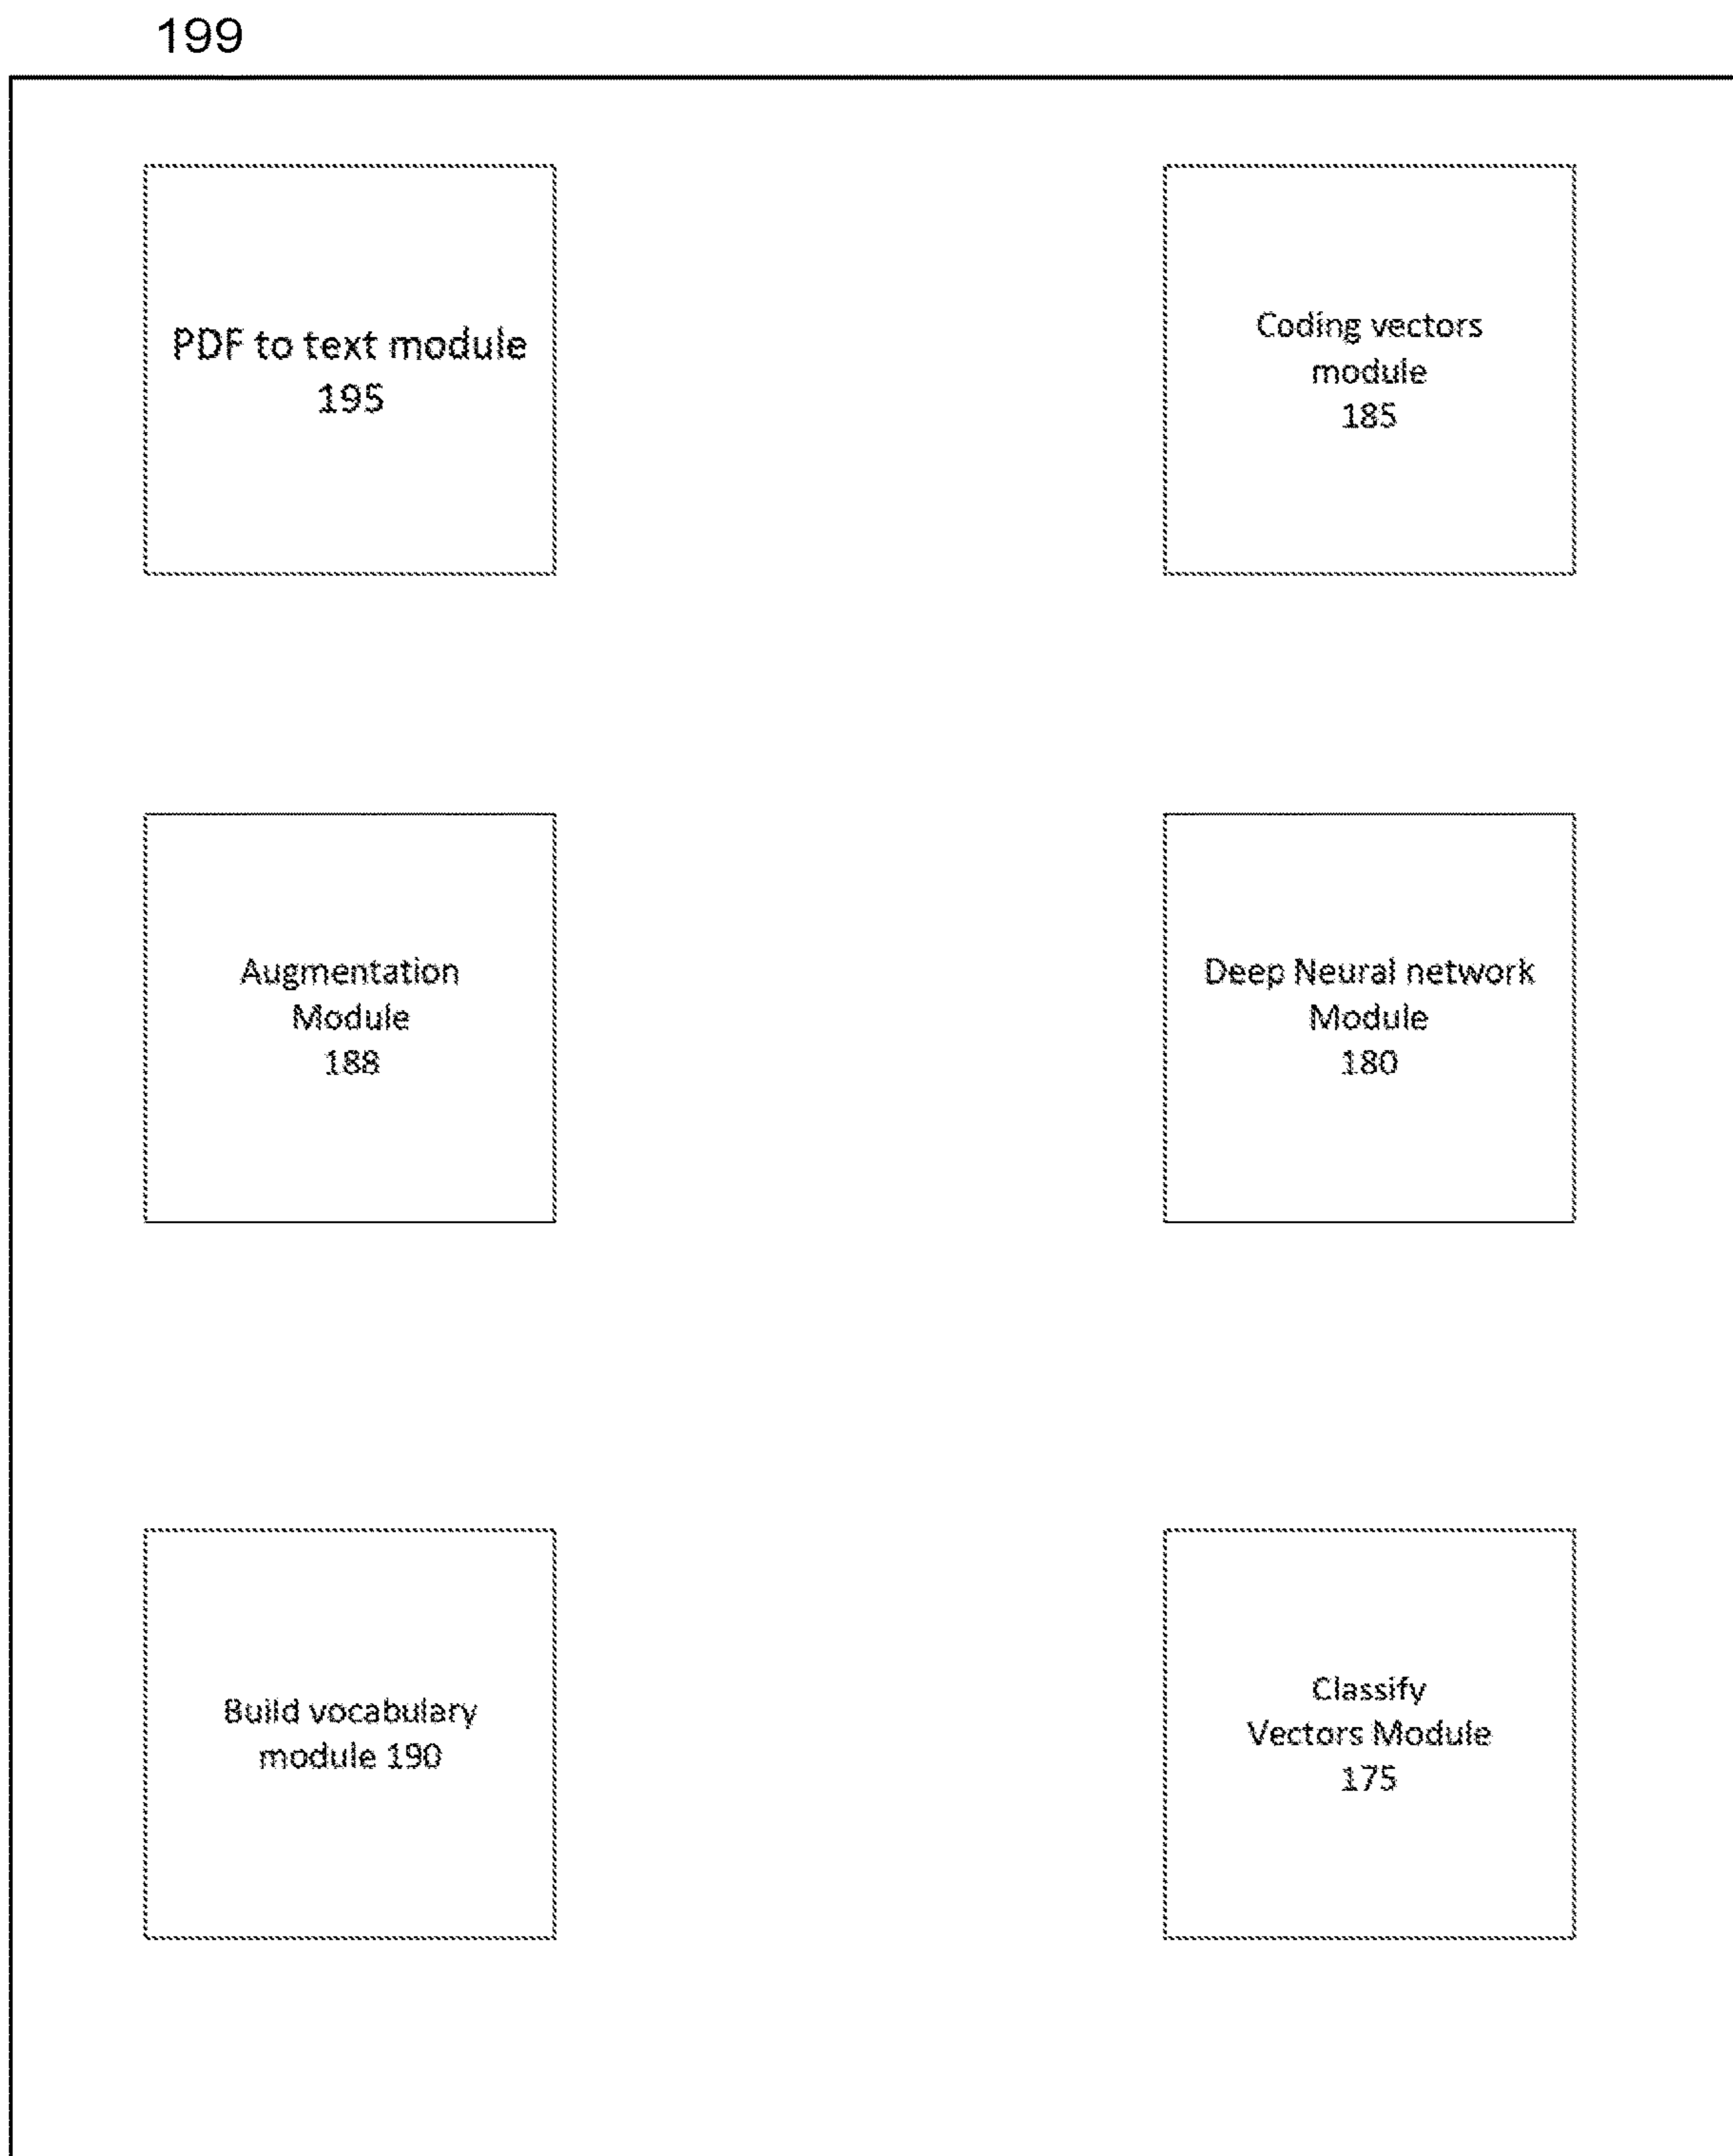 199
PDF to text module
195
Coding vectors
module
185
Augmentation
Module
188
Deep Neural network
Module
180
Build vocabulary
module 190
Classify
Vectors Module
175